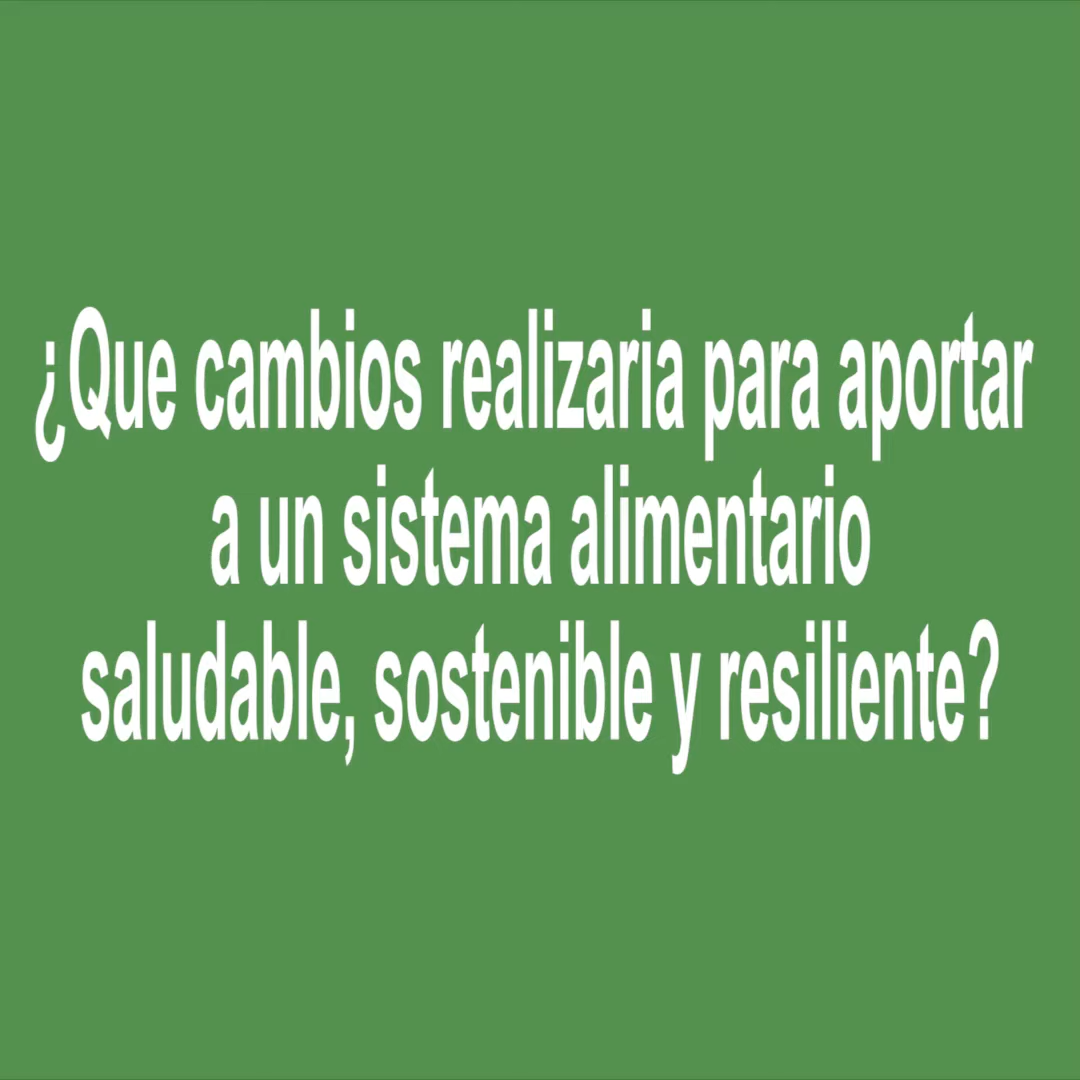 ¿Que cambios realizaria para aportar
a un sistema alimentario
saludable, sostenible y resiliente?